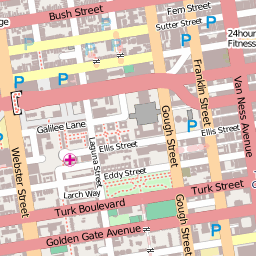 Bush Street
Fern Street
Sutter Street
24hour
Fitness
P
P
P
Franklin Street
Van Ness Avenue
Galilee Lane
Laguna Street
Ellis Street
Ellis Street
P
Gough Street
Webster Street
Eddy Street
Larch Way
Turk Street
Turk Boulevard
Gough Street
Golden Gate Avenue
P